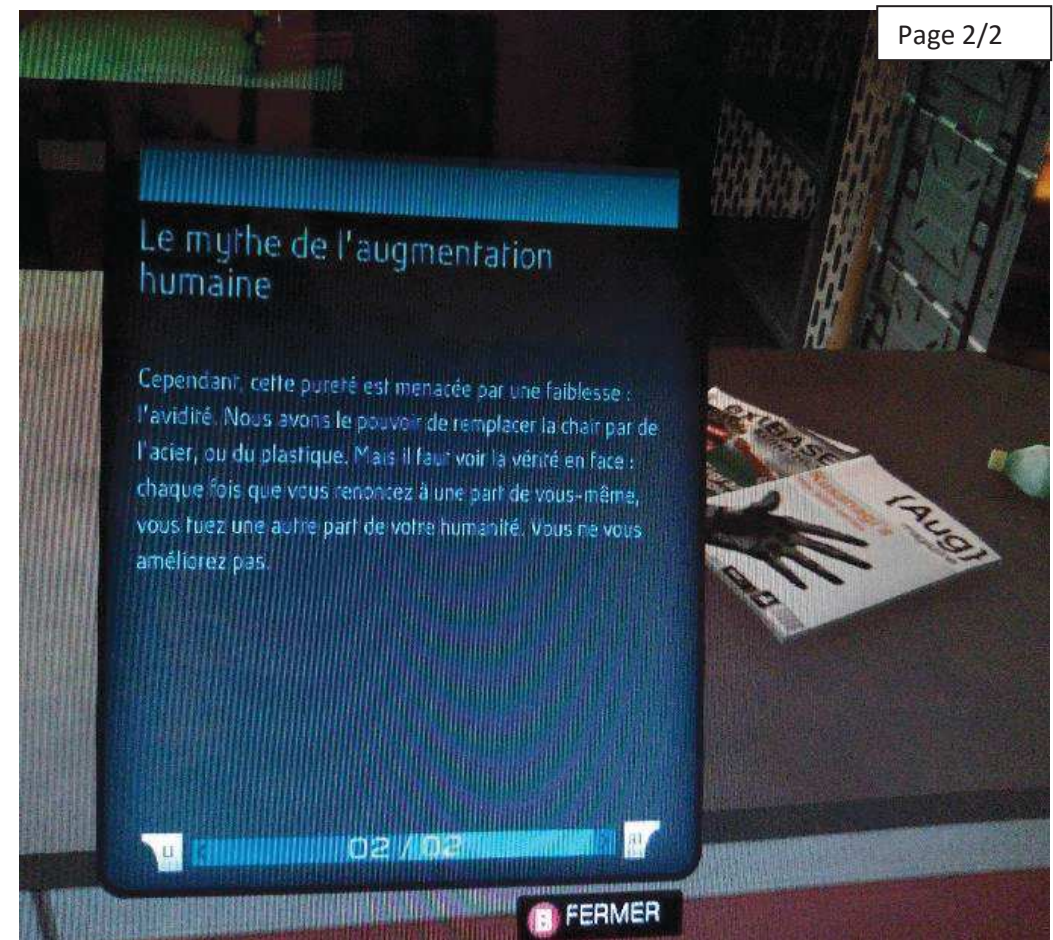 Page 2/2
Le mythe de l'augmentation
humaine
Cependant, cette pureté est menacée par une faiblesse :
l'avidité. Nous avons le pouvoir de remplacer la chair par de
l'acier, ou du plastique. Mais il faut voir la vérité en face :
chaque fois que vous renoncez à une part de vous-même,
vous tuez une autre part de votre humanité. Vous ne vous
améliorez pas.
ex!BASE
{Aug}
02 / 02
B FERMER